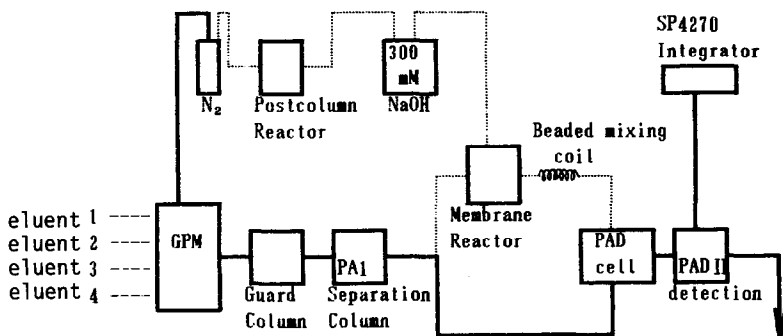 SP4270
Integrator
300
mM
NaOH
N₂
Postcolumn
Reactor
Beaded mixing
coil
Membrane
Reactor
eluent 1
eluent 2
eluent 3
eluent 4
GPM
Guard
Column
PA1
Separation
Column
PAD
cell
PAD II
detection